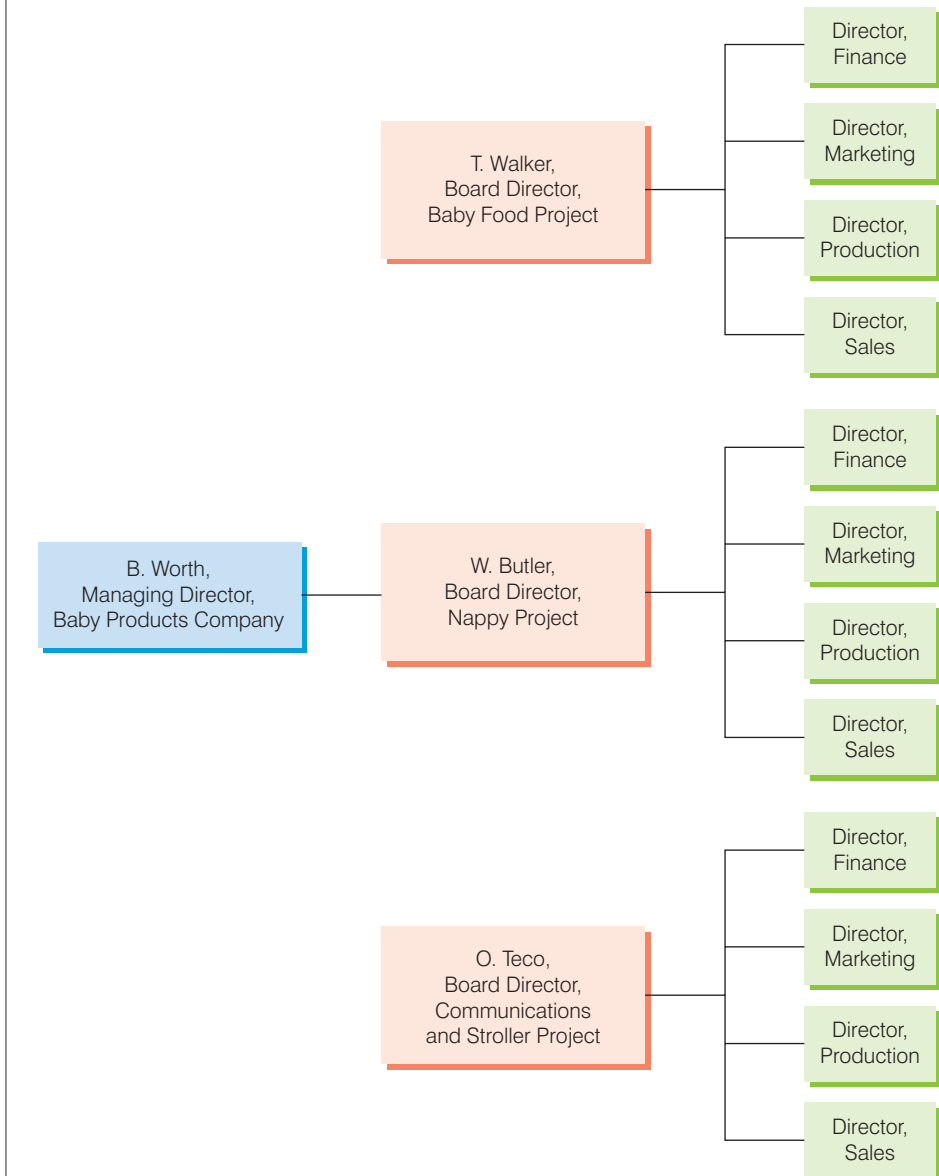 Director,
Finance
Director,
Marketing
Director,
Production
Director,
Sales
T. Walker,
Board Director,
Baby Food Project
Director,
Finance
Director,
Marketing
Director,
Production
Director,
Sales
B. Worth,
Managing Director,
Baby Products Company
W. Butler,
Board Director,
Nappy Project
Director,
Finance
Director,
Marketing
Director,
Production
Director,
Sales
O. Teco,
Board Director,
Communications
and Stroller Project